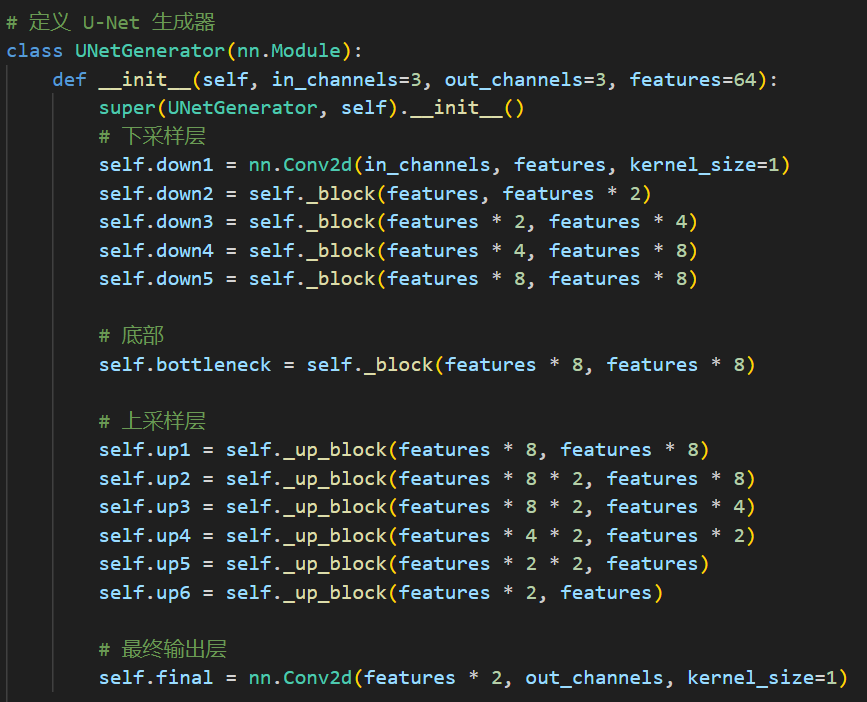 # 定义 U-Net 生成器
class UNetGenerator(nn.Module):
    def __init__(self, in_channels=3, out_channels=3, features=64):
        super(UNetGenerator, self).__init__()
        # 下采样层
        self.down1 = nn.Conv2d(in_channels, features, kernel_size=1)
        self.down2 = self._block(features, features * 2)
        self.down3 = self._block(features * 2, features * 4)
        self.down4 = self._block(features * 4, features * 8)
        self.down5 = self._block(features * 8, features * 8)

        # 底部
        self.bottleneck = self._block(features * 8, features * 8)

        # 上采样层
        self.up1 = self._up_block(features * 8, features * 8)
        self.up2 = self._up_block(features * 8 * 2, features * 8)
        self.up3 = self._up_block(features * 8 * 2, features * 4)
        self.up4 = self._up_block(features * 4 * 2, features * 2)
        self.up5 = self._up_block(features * 2 * 2, features)
        self.up6 = self._up_block(features * 2, features)

        # 最终输出层
        self.final = nn.Conv2d(features * 2, out_channels, kernel_size=1)